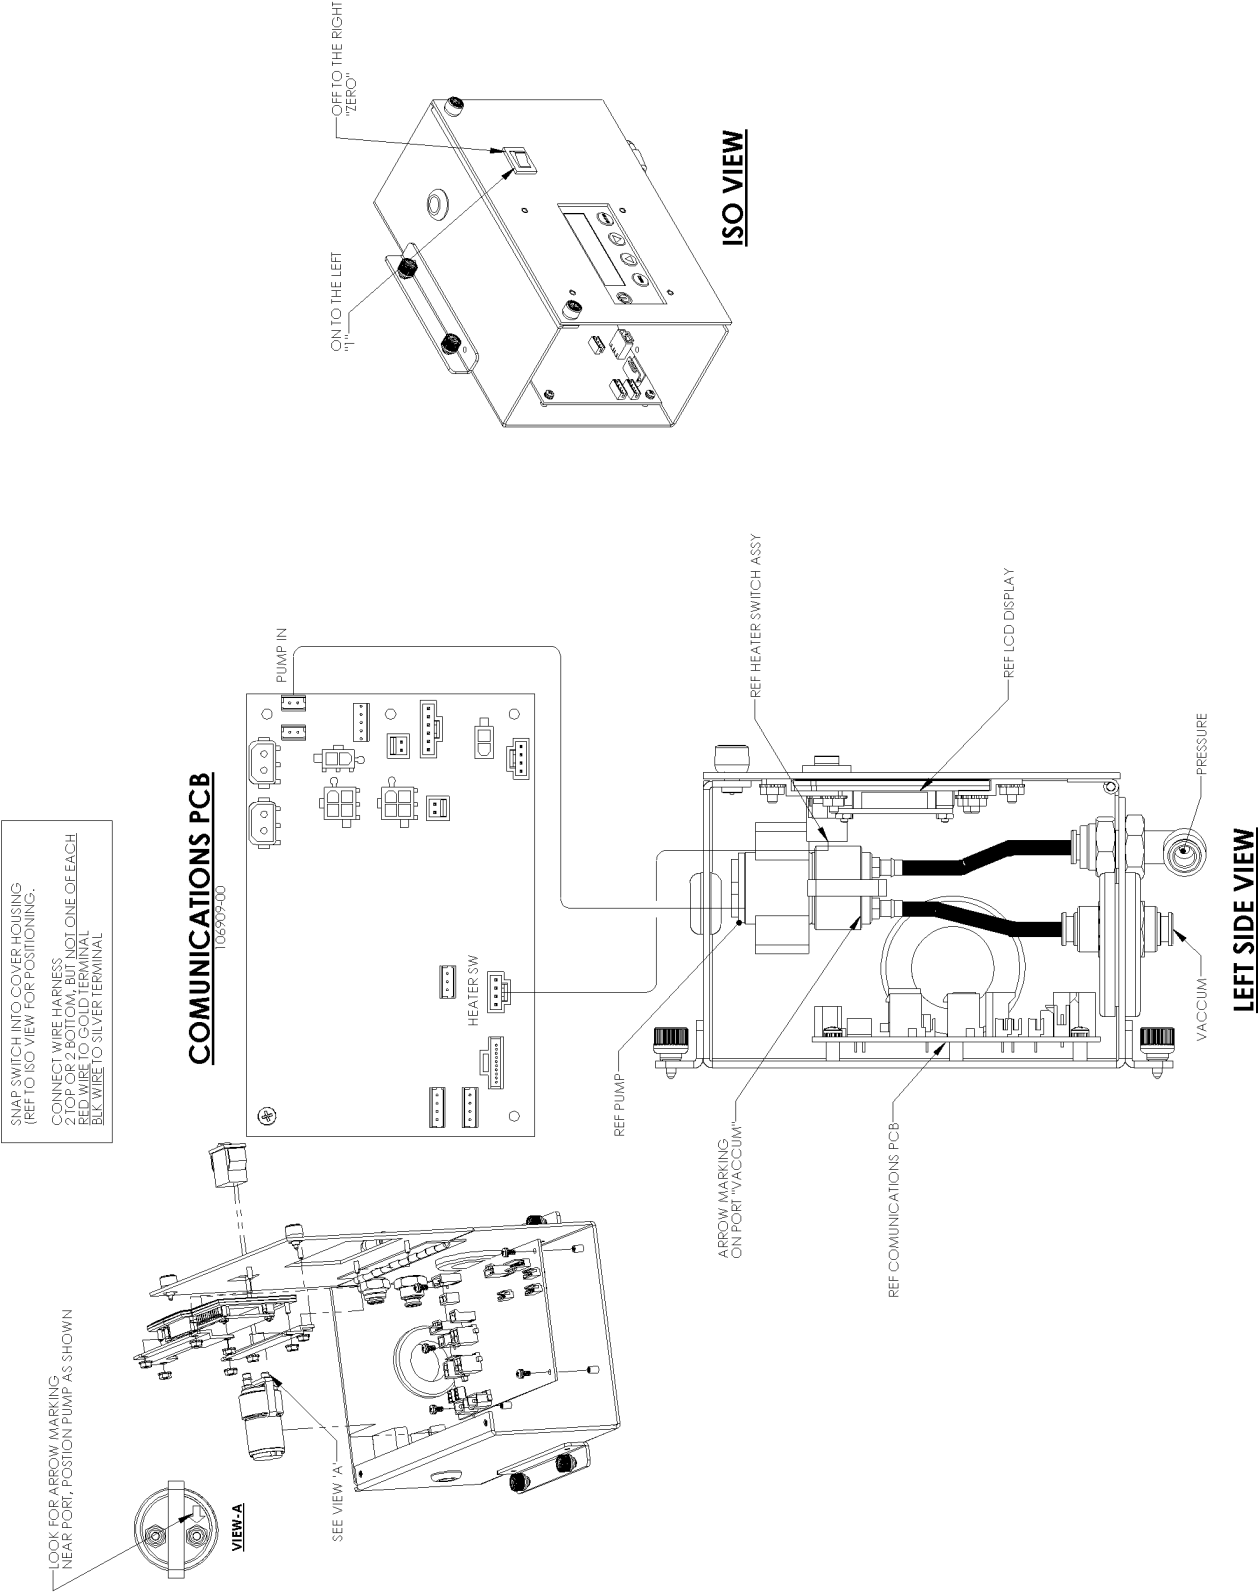 LOOK FOR ARROW MARKING
NEAR PORT, POSTION PUMP AS SHOWN
VIEW-A
SEE VIEW 'A'
SNAP SWITCH INTO COVER HOUSING
(REF TO ISO VIEW FOR POSITIONING.
CONNECT WIRE HARNESS
2 TOP OR 2 BOTTOM, BUT NOT ONE OF EACH
RED WIRE TO GOLD TERMINAL
BLK WIRE TO SILVER TERMINAL
COMUNICATIONS PCB
106909-00
PUMP IN
HEATER SW
ON TO THE LEFT
"1"
OFF TO THE RIGHT
"ZERO"
ISO VIEW
REF PUMP
ARROW MARKING
ON PORT "VACCUM"
REF COMUNICATIONS PCB
REF HEATER SWITCH ASSY
REF LCD DISPLAY
VACCUM
PRESSURE
LEFT SIDE VIEW